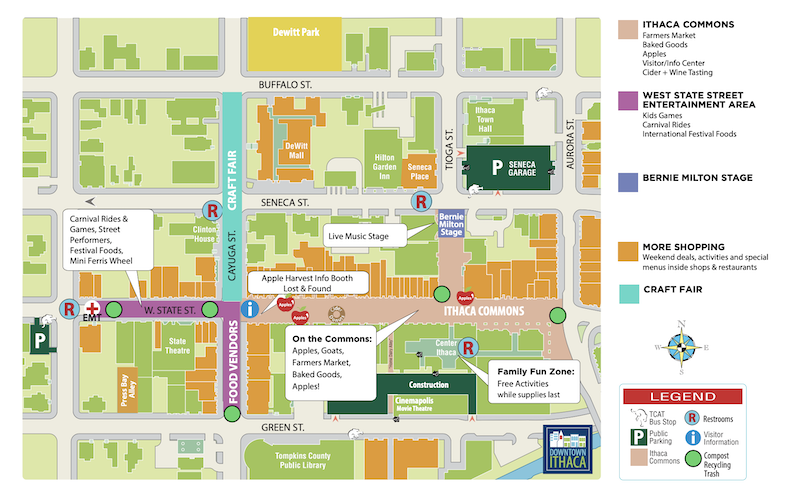 Dewitt Park
BUFFALO ST.
CRAFT FAIR
DeWitt
Mall
Hilton
Garden
Inn
Seneca
Place
TIOGA ST.
Ithaca
Town
Hall
P
SENECA
GARAGE
AURORA ST.
R
R
SENECA ST.
Carnival Rides &
Games, Street
Performers,
Festival Foods,
Mini Ferris Wheel
Clinton
House
CAYUGA ST.
Live Music Stage
Bernie
Milton
Stage
Apple Harvest Info Booth
Lost & Found
R
EMT
W. STATE ST.
i
Apples
Apples
Apples
ITHACA COMMONS
P
State
Theatre
Press Bay
Alley
FOOD VENDORS
On the Commons:
Apples, Goats,
Farmers Market,
Baked Goods,
Apples!
Center
Ithaca
R
Family Fun Zone:
Free Activities
while supplies last
Construction
Cinemapolis
Movie Theatre
GREEN ST.
Tompkins County
Public Library
DOWNTOWN
ITHACA
ITHACA COMMONS
Farmers Market
Baked Goods
Apples
Visitor/Info Center
Cider + Wine Tasting
WEST STATE STREET
ENTERTAINMENT AREA
Kids Games
Carnival Rides
International Festival Foods
BERNIE MILTON STAGE
MORE SHOPPING
Weekend deals, activities and special
menus inside shops & restaurants
CRAFT FAIR
N
W
E
S
LEGEND
TCAT
Bus Stop
R
Restrooms
P
Public
Parking
i
Visitor
Information
Ithaca
Commons
Compost
Recycling
Trash